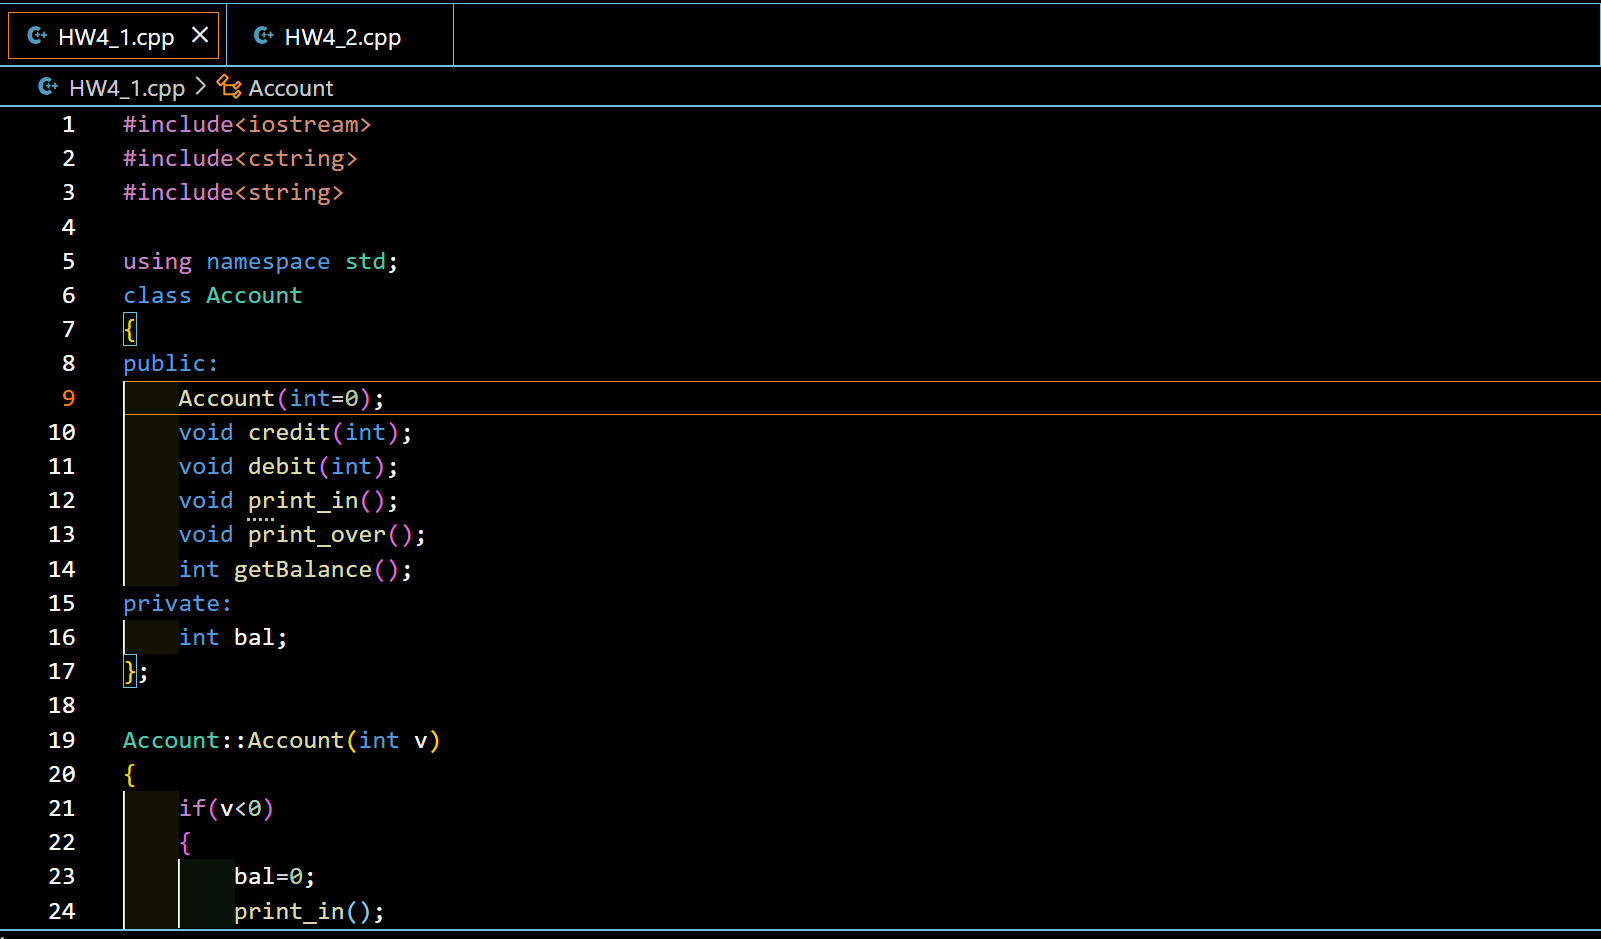 HW4_1.cpp HW4_2.cpp
HW4_1.cpp > Account
1 #include<iostream>
2 #include<cstring>
3 #include<string>
4
5 using namespace std;
6 class Account
7 {
8 public:
9     Account(int=0);
10     void credit(int);
11     void debit(int);
12     void print_in();
13     void print_over();
14     int getBalance();
15 private:
16     int bal;
17 };
18
19 Account::Account(int v)
20 {
21     if(v<0)
22     {
23         bal=0;
24         print_in();